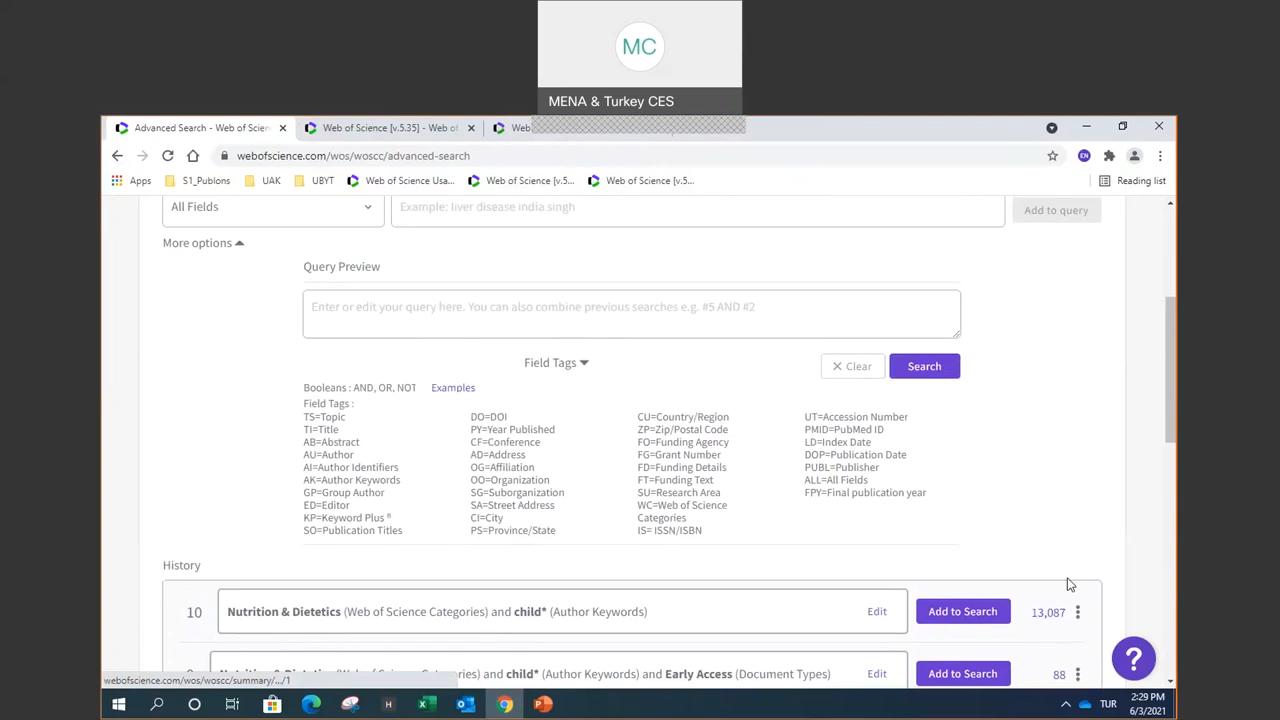 MC
MENA & Turkey CES
Advanced Search - Web of Scien
Web of Science [v.5.35] - Web of
Web
webofscience.com/wos/woscc/advanced-search
EN
Apps
S1_Publons
UAK
UBYT
Web of Science Usa...
Web of Science [v.5...
Web of Science [v.5...
Reading list
All Fields
Example: liver disease india singh
Add to query
More options
Query Preview
Enter or edit your query here. You can also combine previous searches e.g. #5 AND #2
Field Tags
Clear
Search
Booleans : AND, OR, NOT Examples
Field Tags :
TS=Topic
TI=Title
AB=Abstract
AU=Author
AI=Author Identifiers
AK=Author Keywords
GP=Group Author
ED=Editor
KP=Keyword Plus ®
SO=Publication Titles
DO=DOI
PY=Year Published
CF=Conference
AD=Address
OG=Affiliation
OO=Organization
SG=Suborganization
SA=Street Address
CI=City
PS=Province/State
CU=Country/Region
ZP=Zip/Postal Code
FO=Funding Agency
FG=Grant Number
FD=Funding Details
FT=Funding Text
SU=Research Area
WC=Web of Science
Categories
IS= ISSN/ISBN
UT=Accession Number
PMID=PubMed ID
LD=Index Date
DOP=Publication Date
PUBL=Publisher
ALL=All Fields
FPY=Final publication year
History
10
Nutrition & Dietetics (Web of Science Categories) and child* (Author Keywords)
Edit
Add to Search
13,087
Nutrition & Dietetics (Web of Science Categories) and child* (Author Keywords) and Early Access (Document Types)
Edit
Add to Search
88
?
webofscience.com/wos/woscc/summary/.../1
H
TUR
2:29 PM
6/3/2021